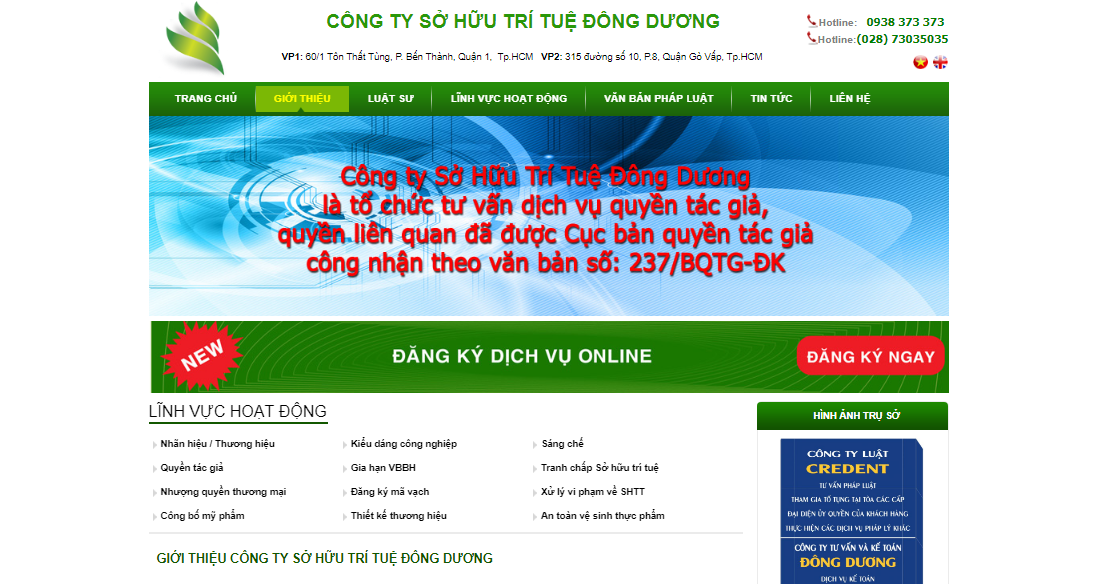 CÔNG TY SỞ HỮU TRÍ TUỆ ĐÔNG DƯƠNG
Hotline: 0938 373 373
Hotline:(028) 73035035
VP1: 60/1 Tôn Thất Tùng, P. Bến Thành, Quận 1, Tp.HCM VP2: 315 đường số 10, P.8, Quận Gò Vấp, Tp.HCM
TRANG CHỦ GIỚI THIỆU LUẬT SƯ LĨNH VỰC HOẠT ĐỘNG VĂN BẢN PHÁP LUẬT TIN TỨC LIÊN HỆ
Công ty Sở Hữu Trí Tuệ Đông Dương
là tổ chức tư vấn dịch vụ quyền tác giả,
quyền liên quan đã được Cục bản quyền tác giả
công nhận theo văn bản số: 237/BQTG-ĐK
NEW ĐĂNG KÝ DỊCH VỤ ONLINE ĐĂNG KÝ NGAY
LĨNH VỰC HOẠT ĐỘNG
Nhãn hiệu / Thương hiệu Kiểu dáng công nghiệp Sáng chế
Quyền tác giả Gia hạn VBBH Tranh chấp Sở hữu trí tuệ
Nhượng quyền thương mại Đăng ký mã vạch Xử lý vi phạm về SHTT
Công bố mỹ phẩm Thiết kế thương hiệu An toàn vệ sinh thực phẩm
GIỚI THIỆU CÔNG TY SỞ HỮU TRÍ TUỆ ĐÔNG DƯƠNG
HÌNH ẢNH TRỤ SỞ
CÔNG TY LUẬT
CREDENT
TƯ VẤN PHÁP LUẬT
THAM GIA TỐ TỤNG TẠI TÒA CÁC CẤP
ĐẠI DIỆN ỦY QUYỀN CỦA KHÁCH HÀNG
THỰC HIỆN CÁC DỊCH VỤ PHÁP LÝ KHÁC
CÔNG TY TƯ VẤN VÀ KẾ TOÁN
ĐÔNG DƯƠNG
DỊCH VỤ KẾ TOÁN